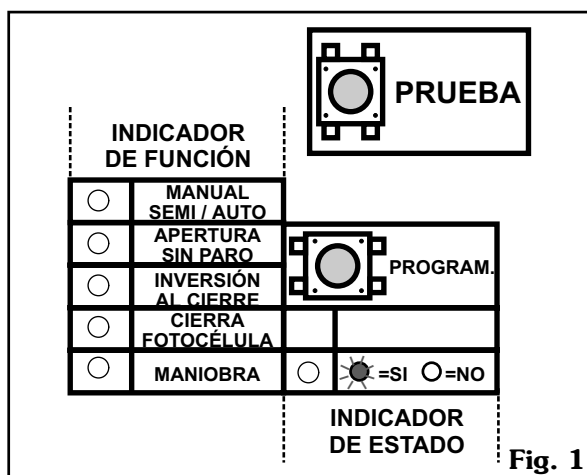 PRUEBA
INDICADOR
DE FUNCIÓN
MANUAL
SEMI / AUTO
APERTURA
SIN PARO
PROGRAM.
INVERSIÓN
AL CIERRE
CIERRA
FOTOCÉLULA
MANIOBRA
=SI
=NO
INDICADOR
DE ESTADO
Fig. 1